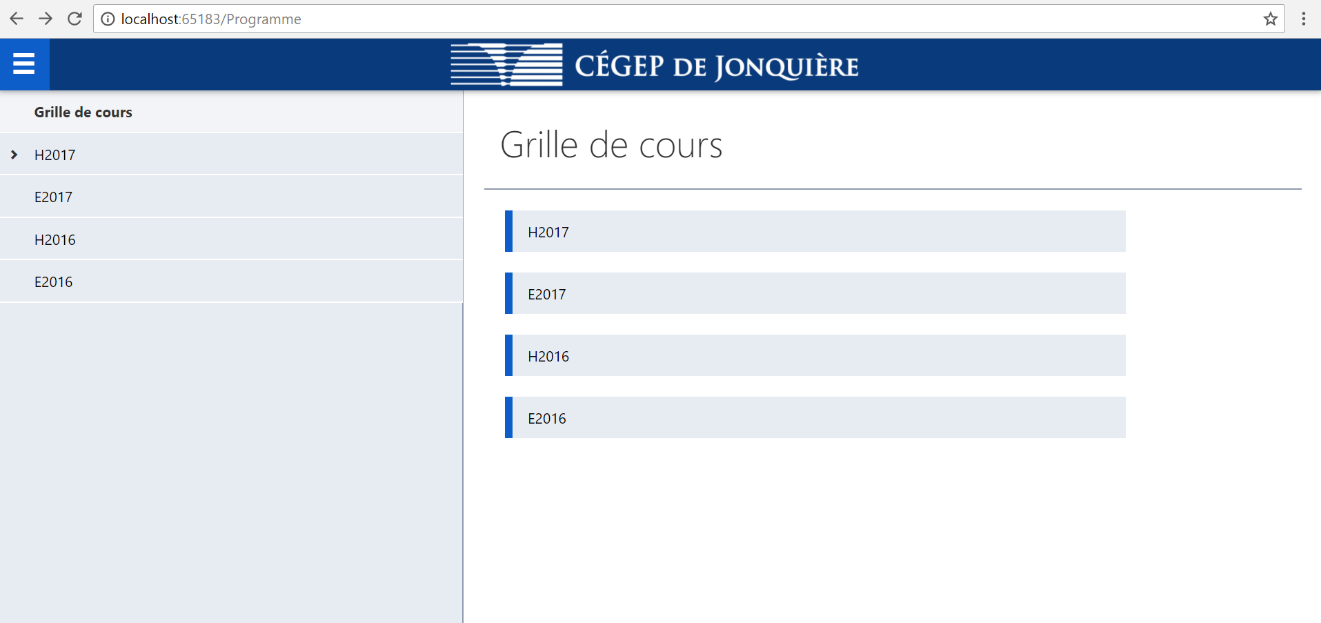 localhost:65183/Programme
CÉGEP DE JONQUIÈRE
Grille de cours
H2017
E2017
H2016
E2016
Grille de cours
H2017
E2017
H2016
E2016